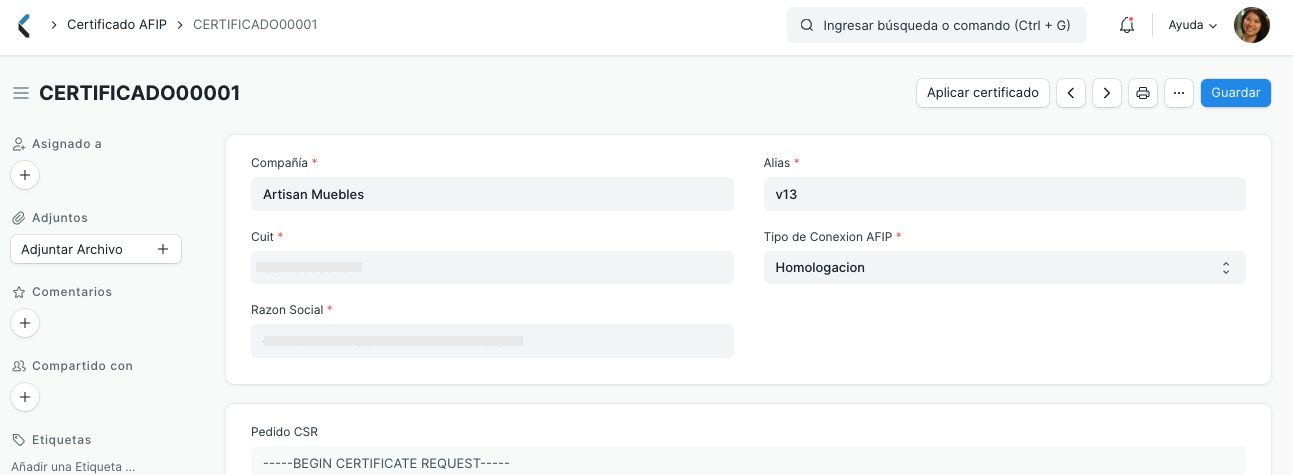 Certificado AFIP
CERTIFICADO00001
Ingresar búsqueda o comando (Ctrl + G)
Ayuda
CERTIFICADO00001
Aplicar certificado
Guardar
Asignado a
Adjuntos
Adjuntar Archivo
Comentarios
Compartido con
Etiquetas
Añadir una Etiqueta ...
Compañía *
Artisan Muebles
Alias *
v13
Cuit *
Tipo de Conexion AFIP *
Homologacion
Razon Social *
Pedido CSR
-----BEGIN CERTIFICATE REQUEST-----